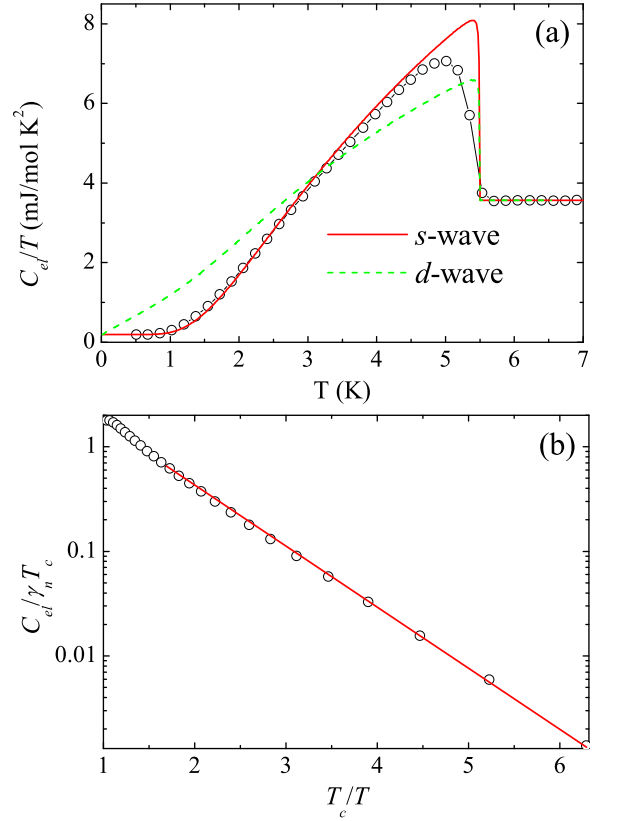 (a)
8
6
4
2
0
C_el/T (mJ/mol K²)
s-wave
d-wave
0 1 2 3 4 5 6 7
T (K)
(b)
1
0.1
0.01
C_el/γ_n T_c
1 2 3 4 5 6
T_c/T